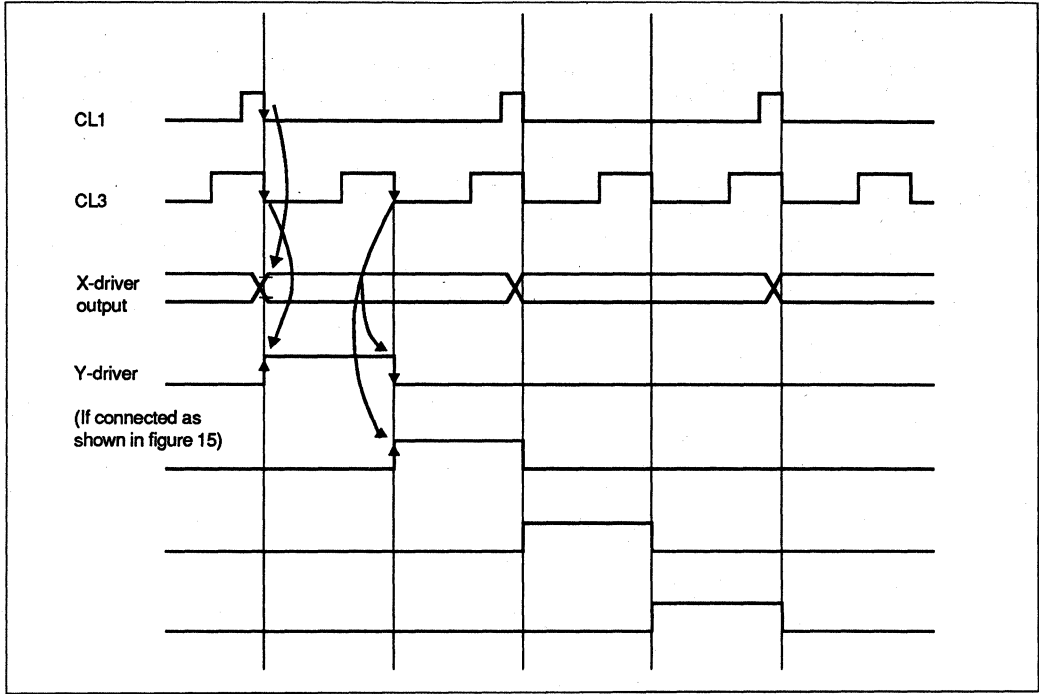 CL1
CL3
X-driver
output
Y-driver
(If connected as
shown in figure 15)